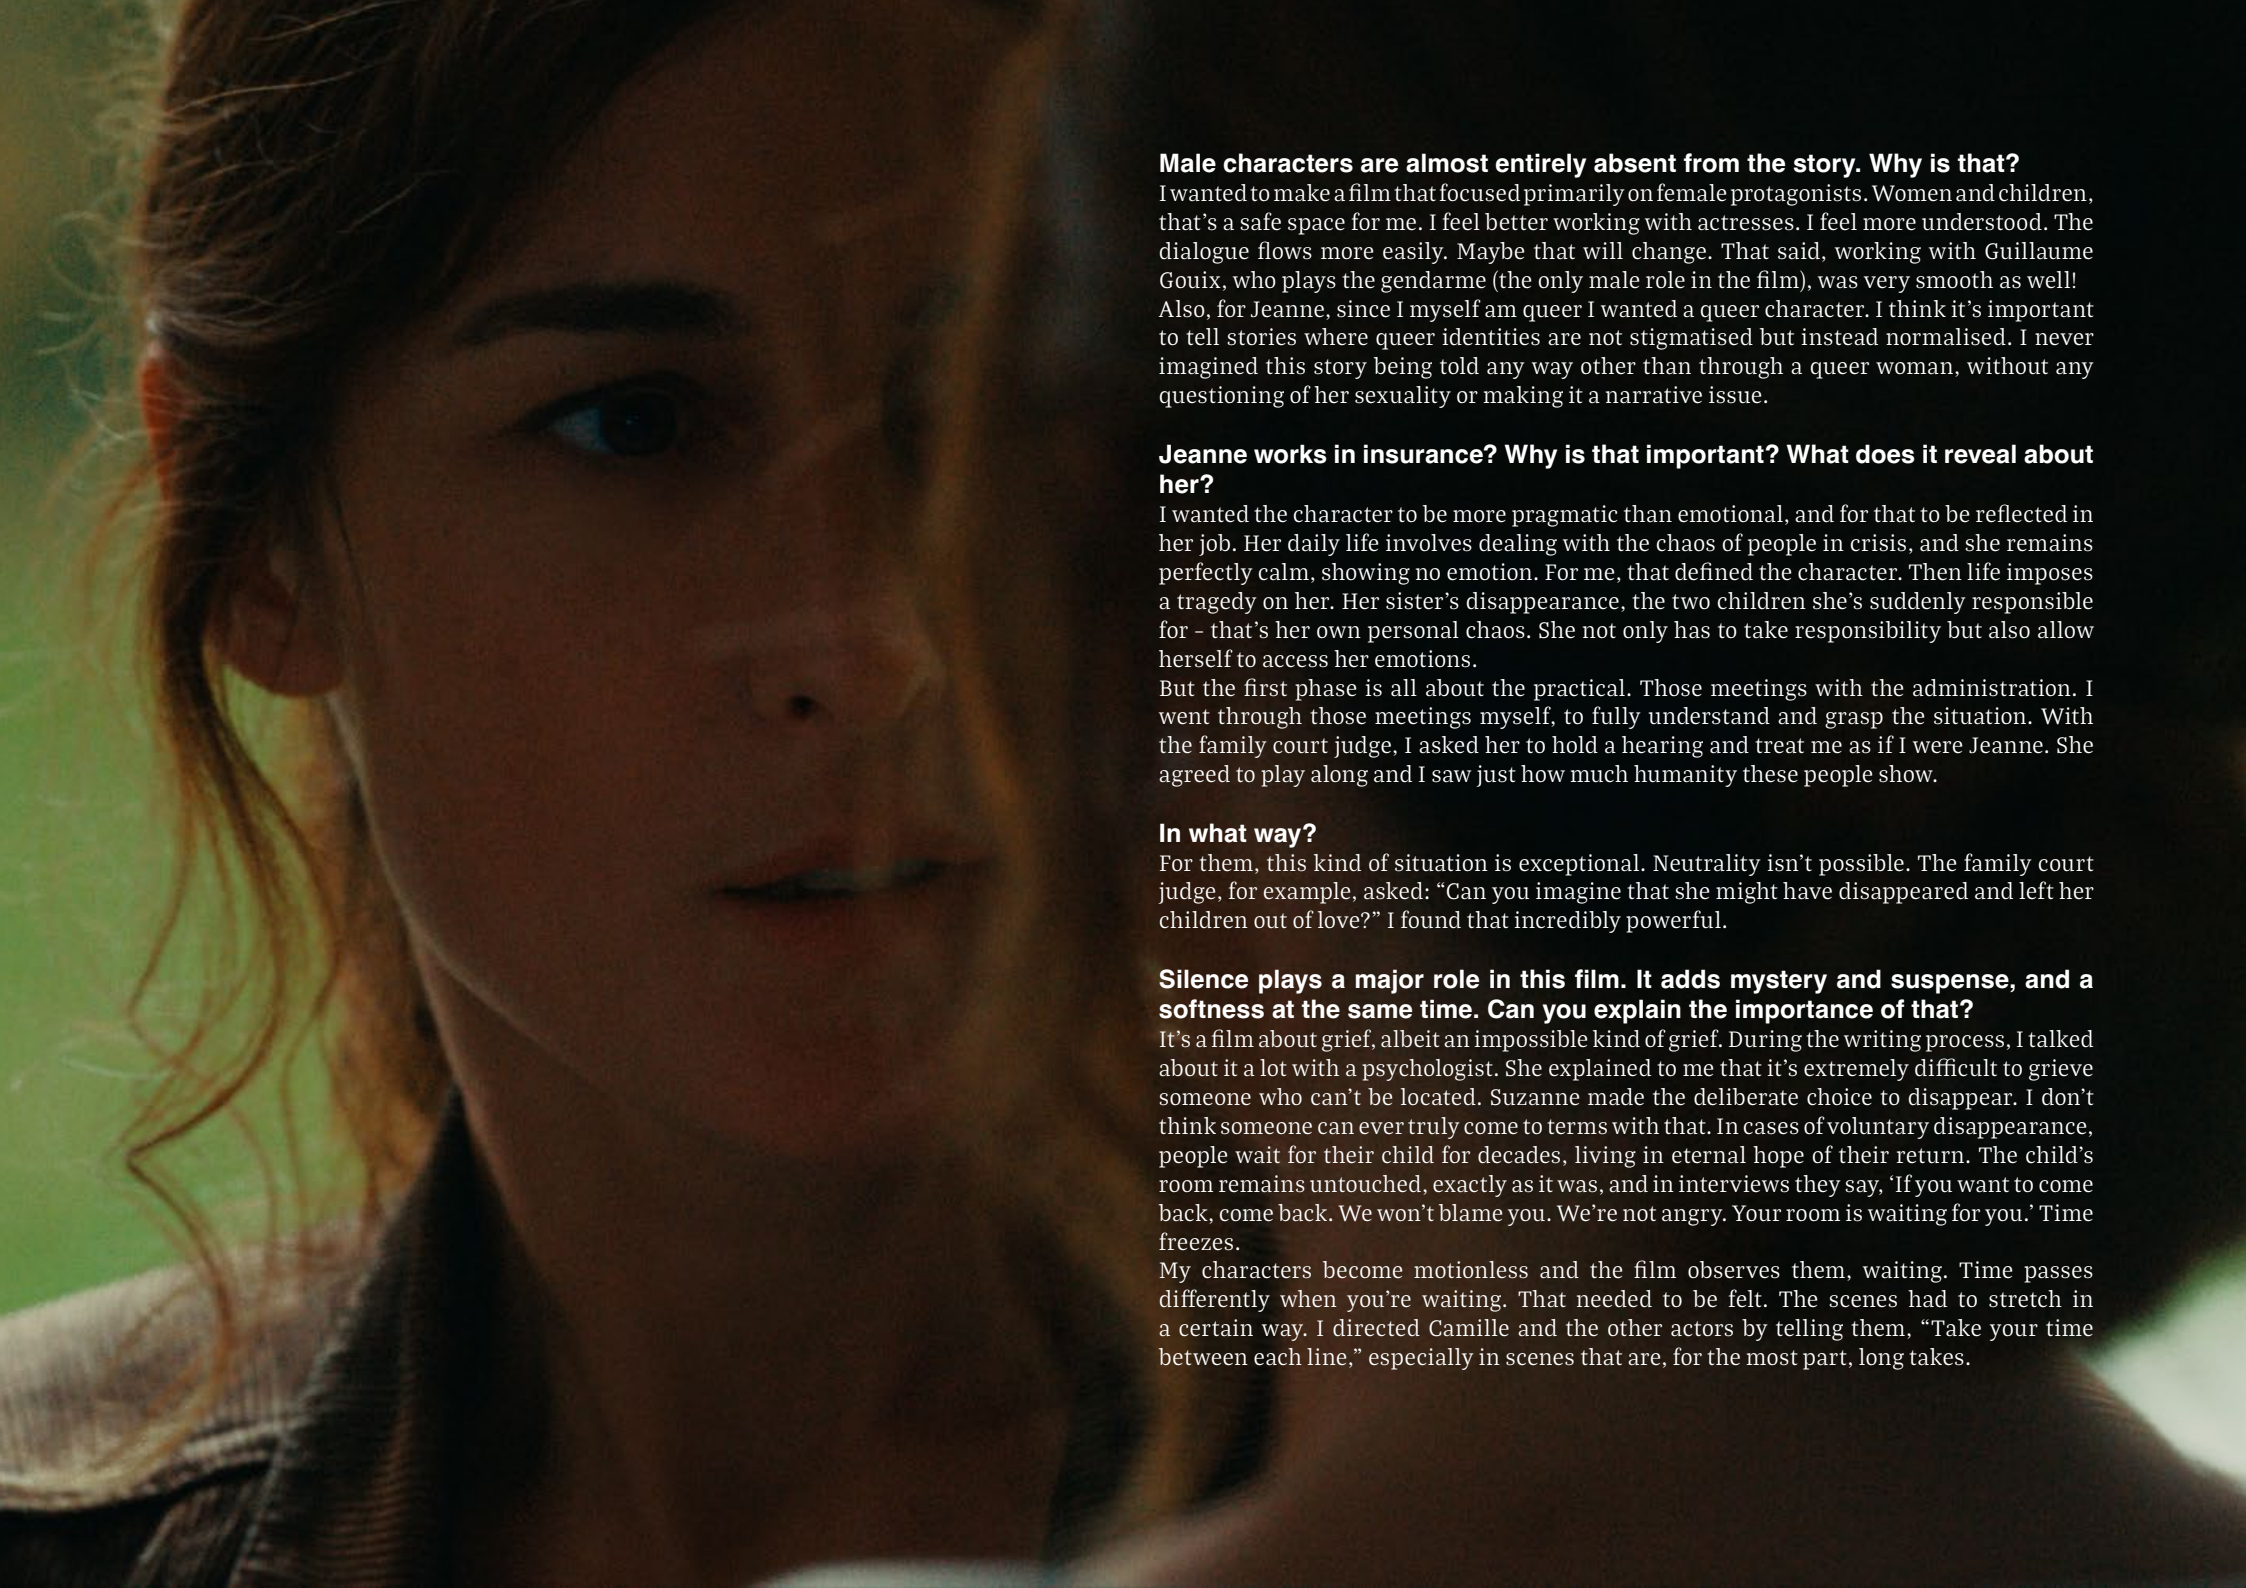 Male characters are almost entirely absent from the story. Why is that?
I wanted to make a film that focused primarily on female protagonists. Women and children,
that’s a safe space for me. I feel better working with actresses. I feel more understood. The
dialogue flows more easily. Maybe that will change. That said, working with Guillaume
Gouix, who plays the gendarme (the only male role in the film), was very smooth as well!
Also, for Jeanne, since I myself am queer I wanted a queer character. I think it’s important
to tell stories where queer identities are not stigmatised but instead normalised. I never
imagined this story being told any way other than through a queer woman, without any
questioning of her sexuality or making it a narrative issue.
Jeanne works in insurance? Why is that important? What does it reveal about
her?
I wanted the character to be more pragmatic than emotional, and for that to be reflected in
her job. Her daily life involves dealing with the chaos of people in crisis, and she remains
perfectly calm, showing no emotion. For me, that defined the character. Then life imposes
a tragedy on her. Her sister’s disappearance, the two children she’s suddenly responsible
for – that’s her own personal chaos. She not only has to take responsibility but also allow
herself to access her emotions.
But the first phase is all about the practical. Those meetings with the administration. I
went through those meetings myself, to fully understand and grasp the situation. With
the family court judge, I asked her to hold a hearing and treat me as if I were Jeanne. She
agreed to play along and I saw just how much humanity these people show.
In what way?
For them, this kind of situation is exceptional. Neutrality isn’t possible. The family court
judge, for example, asked: “Can you imagine that she might have disappeared and left her
children out of love?” I found that incredibly powerful.
Silence plays a major role in this film. It adds mystery and suspense, and a
softness at the same time. Can you explain the importance of that?
It’s a film about grief, albeit an impossible kind of grief. During the writing process, I talked
about it a lot with a psychologist. She explained to me that it’s extremely difficult to grieve
someone who can’t be located. Suzanne made the deliberate choice to disappear. I don’t
think someone can ever truly come to terms with that. In cases of voluntary disappearance,
people wait for their child for decades, living in eternal hope of their return. The child’s
room remains untouched, exactly as it was, and in interviews they say, ‘If you want to come
back, come back. We won’t blame you. We’re not angry. Your room is waiting for you.’ Time
freezes.
My characters become motionless and the film observes them, waiting. Time passes
differently when you’re waiting. That needed to be felt. The scenes had to stretch in
a certain way. I directed Camille and the other actors by telling them, “Take your time
between each line,” especially in scenes that are, for the most part, long takes.